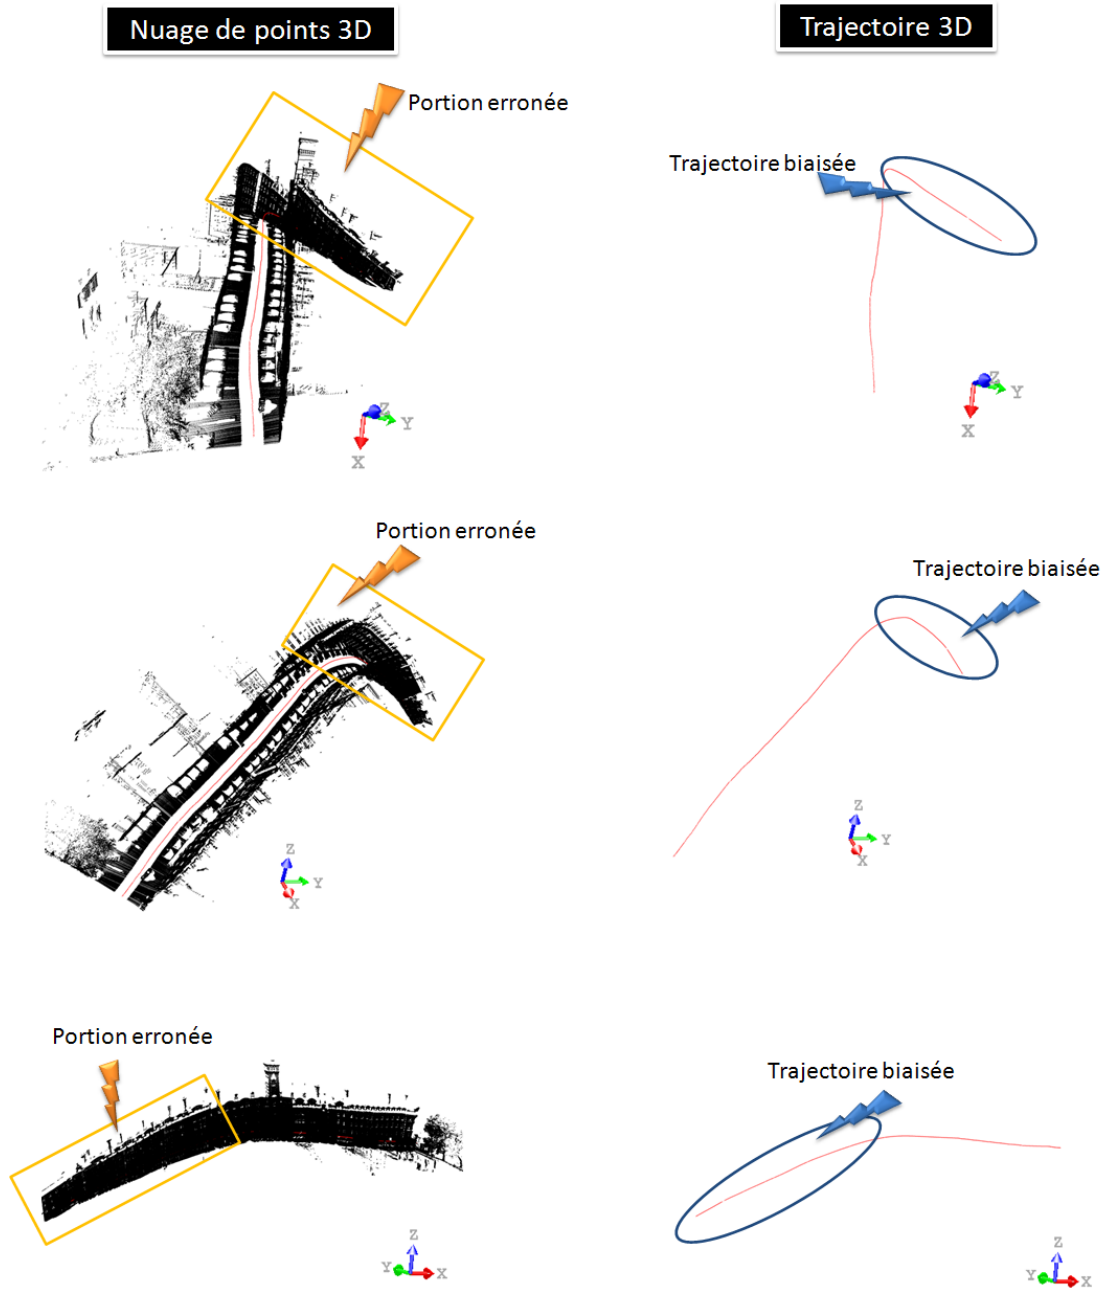 Nuage de points 3D
Trajectoire 3D
Portion erronée
Trajectoire biaisée
Z
Y
X
Z
Y
X
Portion erronée
Trajectoire biaisée
Z
Y
X
Z
Y
X
Portion erronée
Trajectoire biaisée
Z
Y
X
Z
Y
X